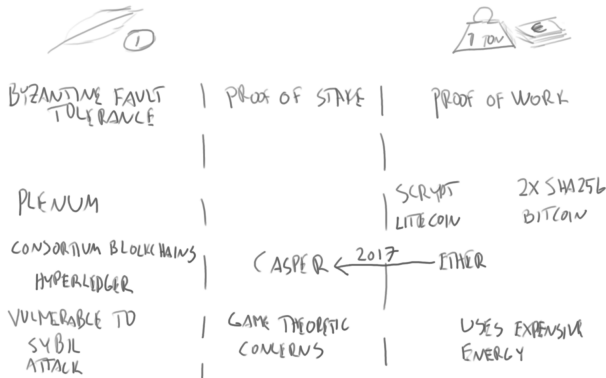 1
1 TON €
BYZANTINE FAULT
TOLERANCE
PROOF OF STAKE
PROOF OF WORK
PLENUM
SCRYPT
LITECOIN
2X SHA256
BITCOIN
CONSORTIUM BLOCKCHAINS
HYPERLEDGER
CASPER
2017
ETHER
VULNERABLE TO
SYBIL
ATTACK
GAME THEORETIC
CONCERNS
USES EXPENSIVE
ENERGY